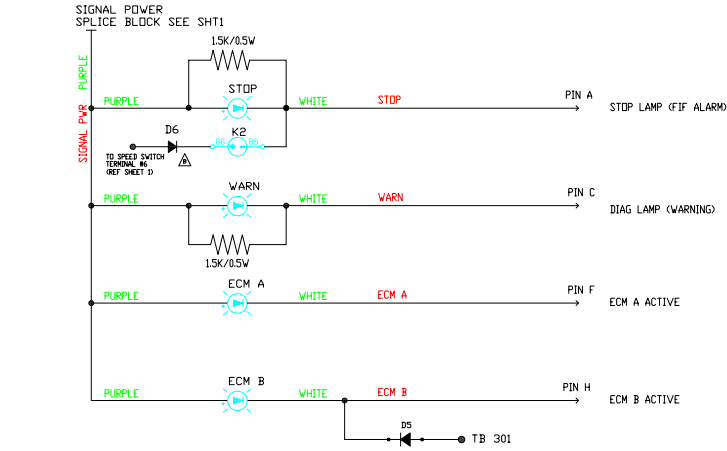 SIGNAL POWER
SPLICE BLOCK SEE SHT1
PURPLE
SIGNAL PWR
1.5K/0.5W
STOP
PURPLE
WHITE
STOP
PIN A
STOP LAMP (FIF ALARM)
D6
K2
86
85
B
TO SPEED SWITCH
TERMINAL #6
(REF SHEET 1)
WARN
PURPLE
WHITE
WARN
PIN C
DIAG LAMP (WARNING)
1.5K/0.5W
ECM A
PURPLE
WHITE
ECM A
PIN F
ECM A ACTIVE
ECM B
PURPLE
WHITE
ECM B
PIN H
ECM B ACTIVE
D5
TB 301